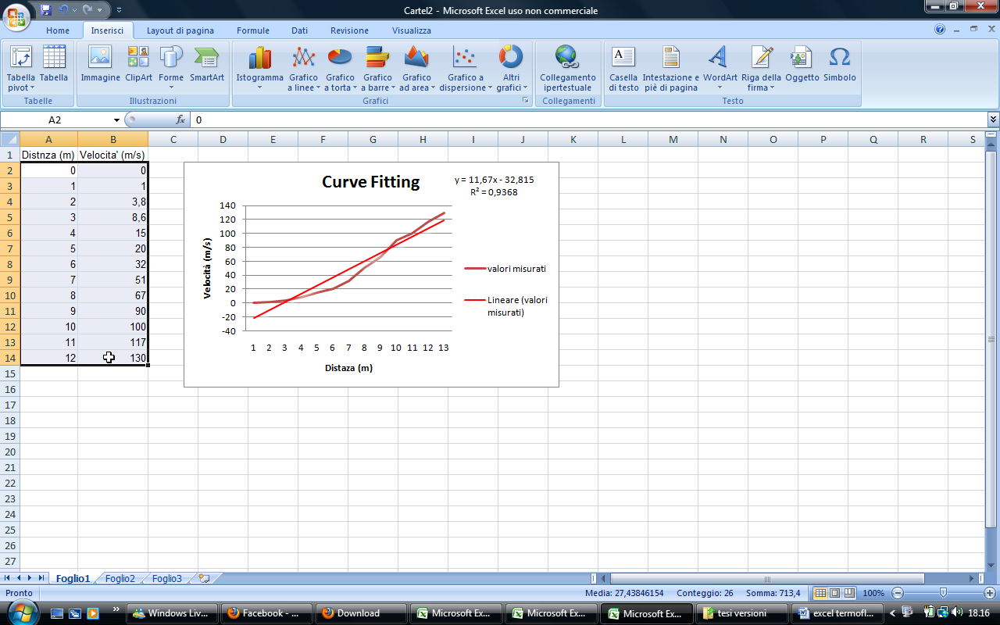 Cartel2 - Microsoft Excel uso non commerciale
Home Inserisci Layout di pagina Formule Dati Revisione Visualizza
Tabella pivot
Tabella
Immagine
ClipArt
Forme
SmartArt
Istogramma
Grafico a linee
Grafico a torta
Grafico a barre
Grafico ad area
Grafico a dispersione
Altri grafici
Collegamento ipertestuale
Casella di testo
Intestazione e piè di pagina
WordArt
Riga della firma
Oggetto
Simbolo
Tabelle Illustrazioni Grafici Collegamenti Testo
A2 fx 0
A B C D E F G H I J K L M N O P Q R S
1 Distnza (m) Velocita' (m/s)
2 0 0
3 1 1
4 2 3,8
5 3 8,6
6 4 15
7 5 20
8 6 32
9 7 51
10 8 67
11 9 90
12 10 100
13 11 117
14 12 130
15
16
17
18
19
20
21
22
23
24
25
26
27
Curve Fitting
y = 11,67x - 32,815
R² = 0,9368
Velocità (m/s)
140
120
100
80
60
40
20
0
-20
-40
1 2 3 4 5 6 7 8 9 10 11 12 13
Distaza (m)
valori misurati
Lineare (valori
misurati)
Foglio1 Foglio2 Foglio3
Pronto Media: 27,43846154 Conteggio: 26 Somma: 713,4 100%
Windows Liv... Facebook - ... Download Microsoft Ex... Microsoft Ex... Microsoft Ex... tesi versioni excel termofl... 18.16